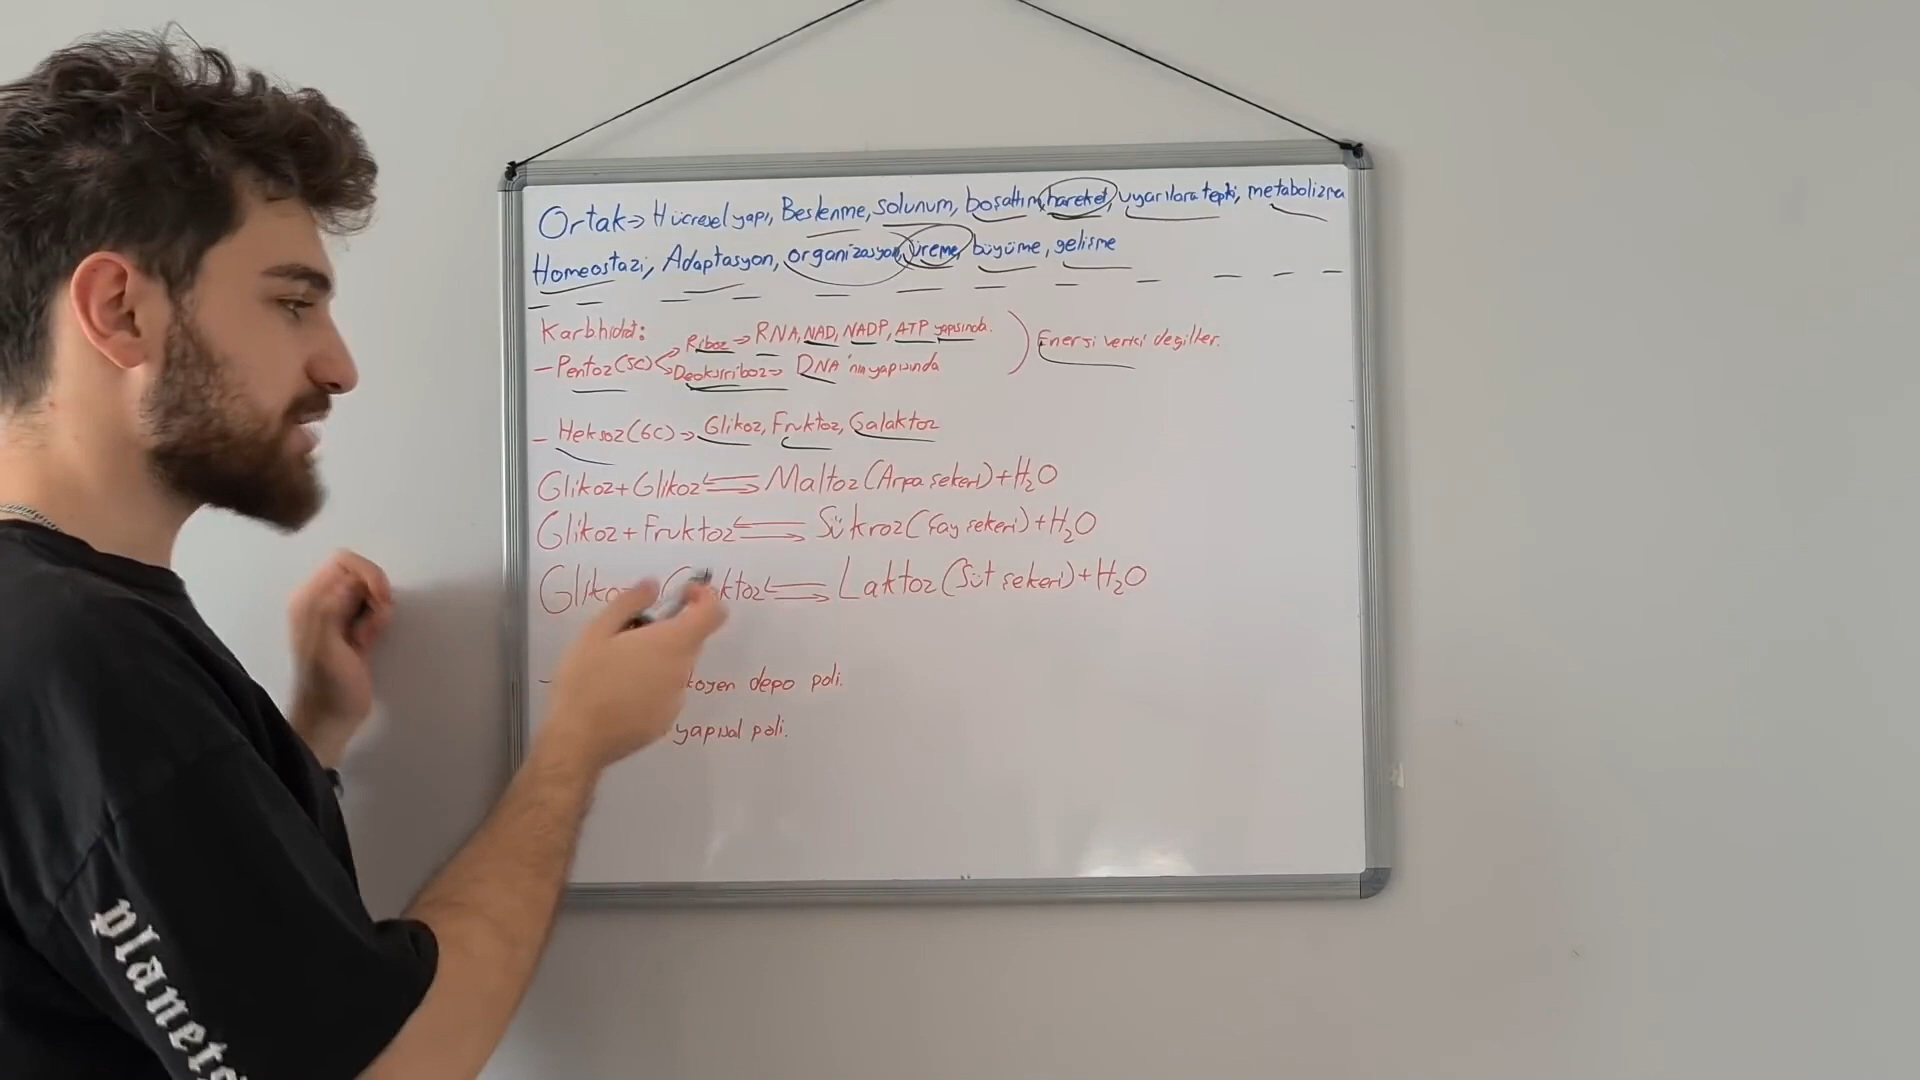 Ortak→ Hücresel yapı, Beslenme, solunum, boşaltım, hareket, uyarılara tepki, metabolizma
Homeostazi, Adaptasyon, organizasyon, üreme, büyüme, gelişme
Karbhidrat:
- Pentoz(5C) Riboz → RNA, NAD, NADP, ATP yapısında.
Deoksiriboz→ DNA'nın yapısında
Enerji verici değiller.
- Heksoz(6C)→ Glikoz, Fruktoz, Galaktoz
Glikoz+Glikoz ⇌ Maltoz(Arpa şekeri)+H₂O
Glikoz+Fruktoz ⇌ Sükroz(Çay şekeri)+H₂O
ktoz ⇌ Laktoz(Süt şekeri)+H₂O
- depo poli.
yapısal poli.
planet